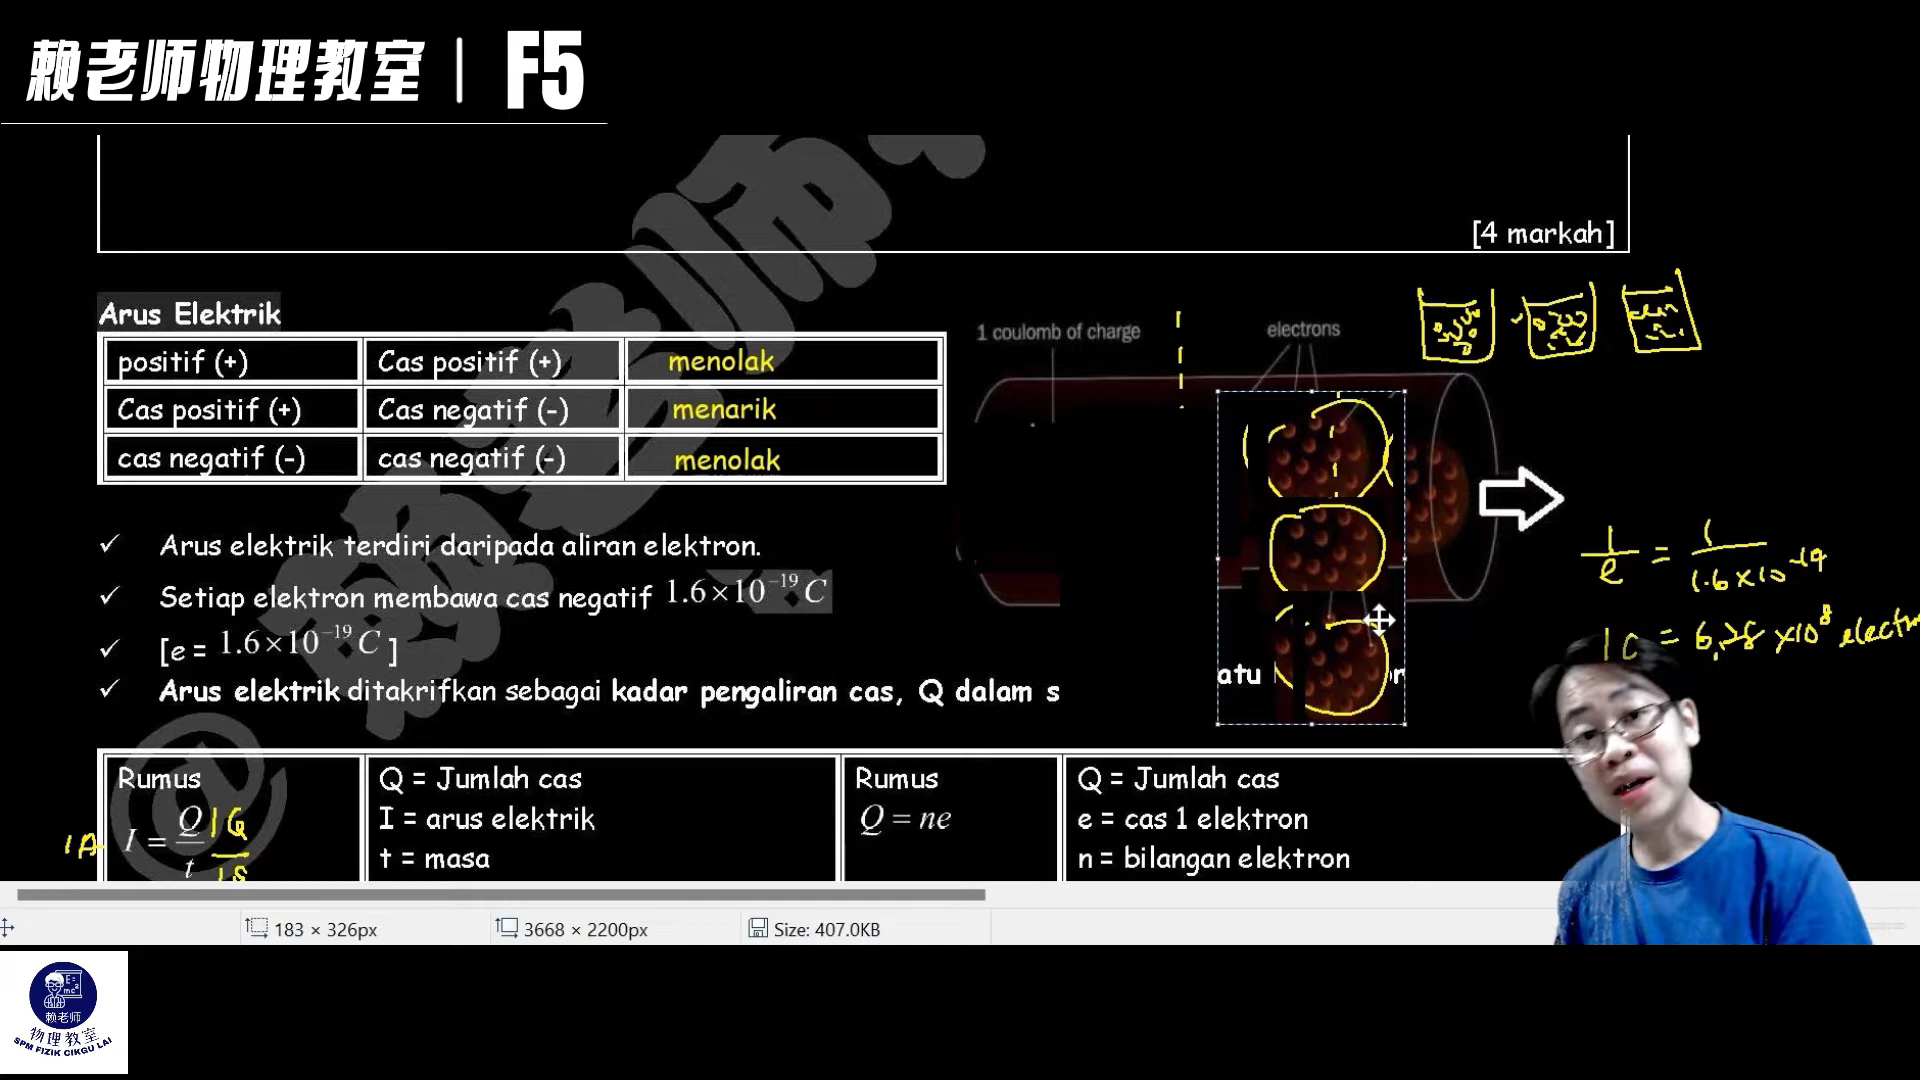 赖老师物理教室 | F5
[4 markah]
Arus Elektrik
positif (+) Cas positif (+) menolak
Cas positif (+) Cas negatif (-) menarik
cas negatif (-) cas negatif (-) menolak
1 coulomb of charge
electrons
✓ Arus elektrik terdiri daripada aliran elektron.
✓ Setiap elektron membawa cas negatif 1.6×10⁻¹⁹ C
✓ [e = 1.6×10⁻¹⁹ C ]
✓ Arus elektrik ditakrifkan sebagai kadar pengaliran cas, Q dalam s
atu
1/e = 1/1.6×10⁻¹⁹
1C = 6.25 ×10⁸ electr
Rumus
I = Q/t
1A
1Q
1s
Q = Jumlah cas
I = arus elektrik
t = masa
Rumus
Q = ne
Q = Jumlah cas
e = cas 1 elektron
n = bilangan elektron
183 × 326px
3668 × 2200px
Size: 407.0KB
赖老师
物理教室
SPM FIZIK CIKGU LAI